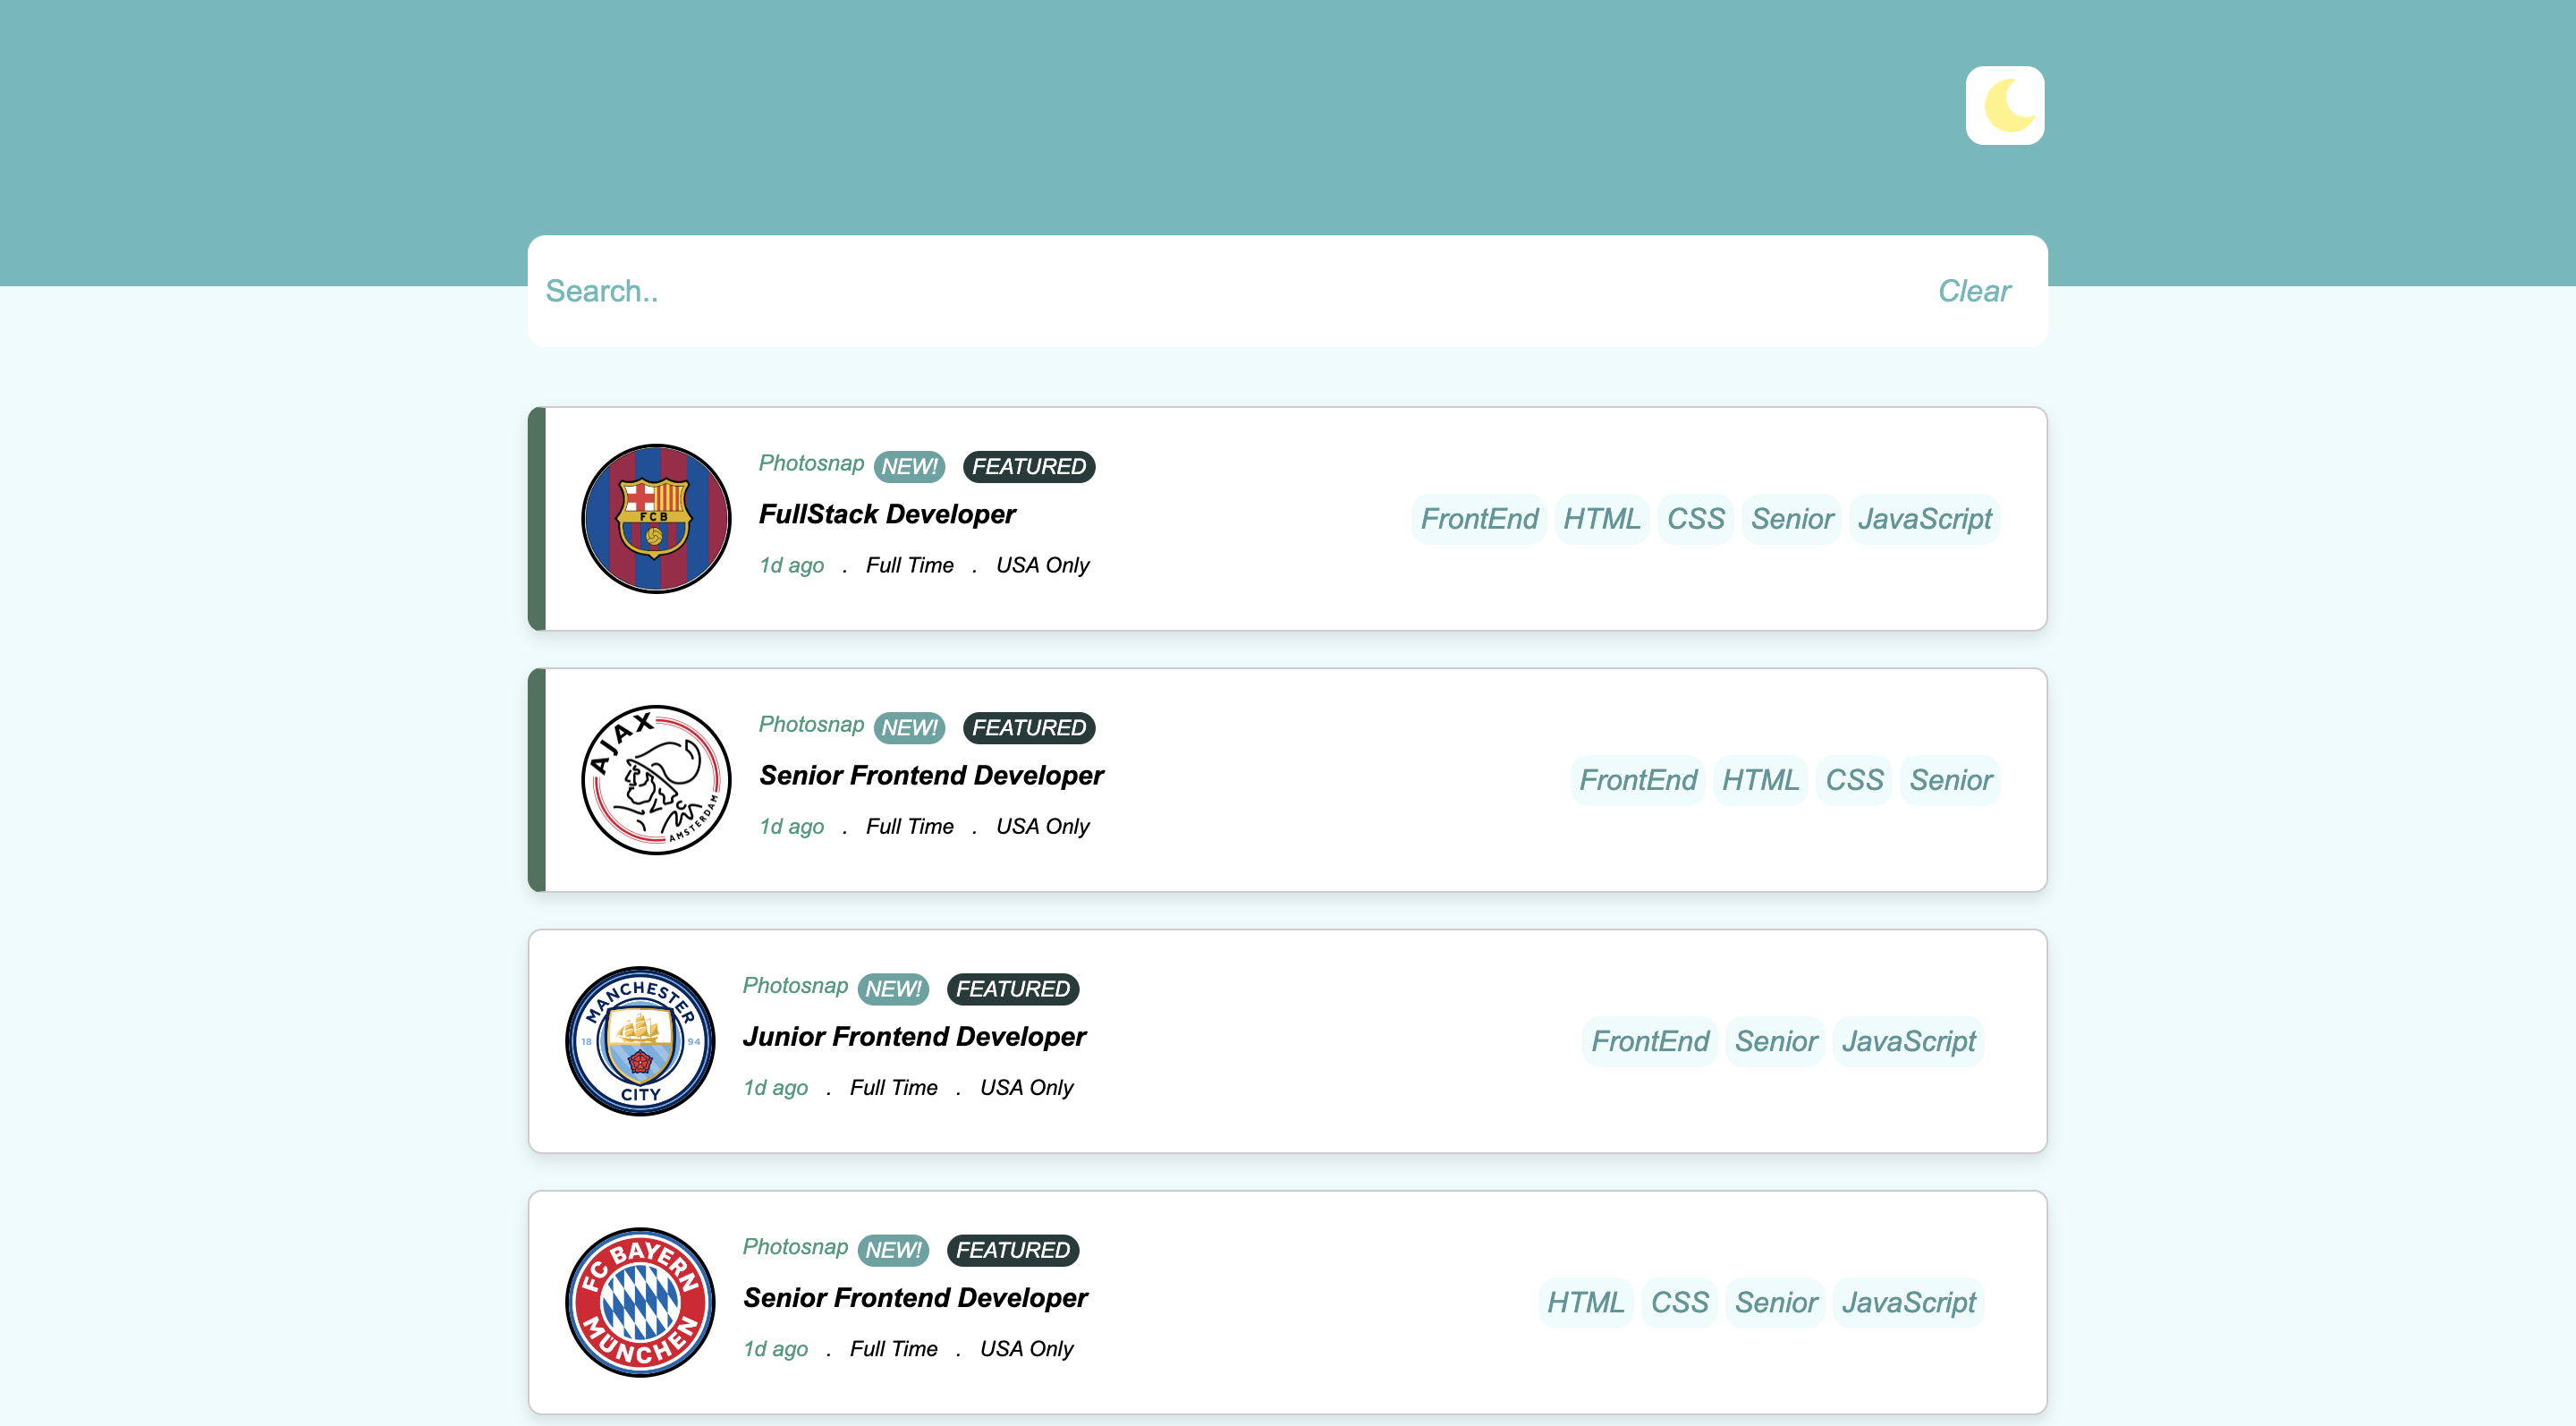 Search..
Clear
FCB
Photosnap NEW! FEATURED
FullStack Developer
1d ago . Full Time . USA Only
FrontEnd HTML CSS Senior JavaScript
AJAX
AMSTERDAM
Photosnap NEW! FEATURED
Senior Frontend Developer
1d ago . Full Time . USA Only
FrontEnd HTML CSS Senior
MANCHESTER
18 94
CITY
Photosnap NEW! FEATURED
Junior Frontend Developer
1d ago . Full Time . USA Only
FrontEnd Senior JavaScript
FC BAYERN
MÜNCHEN
Photosnap NEW! FEATURED
Senior Frontend Developer
1d ago . Full Time . USA Only
HTML CSS Senior JavaScript